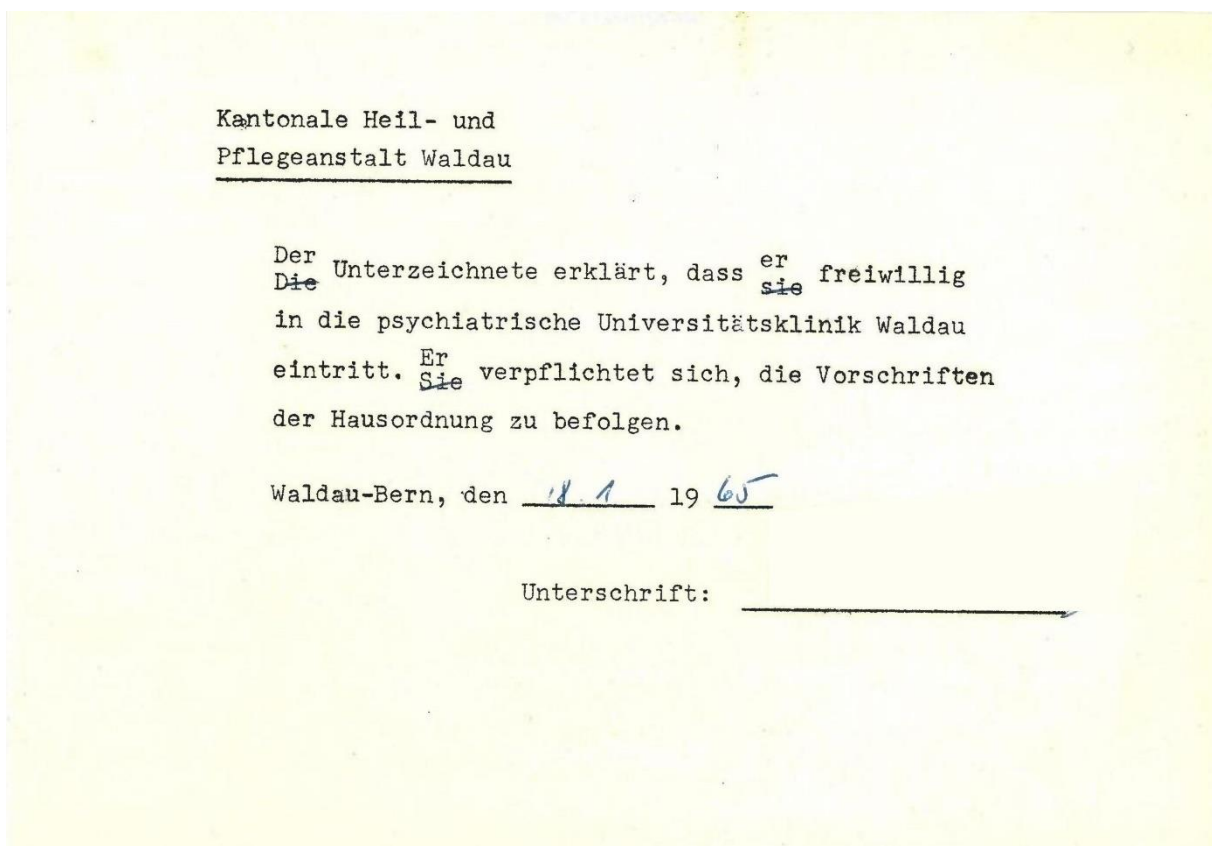 Kantonale Heil- und
Pflegeanstalt Waldau
Der
Die Unterzeichnete erklärt, dass er
sie freiwillig
in die psychiatrische Universitätsklinik Waldau
eintritt. Er
Sie verpflichtet sich, die Vorschriften
der Hausordnung zu befolgen.
Waldau-Bern, den 18.1 19 65
Unterschrift: